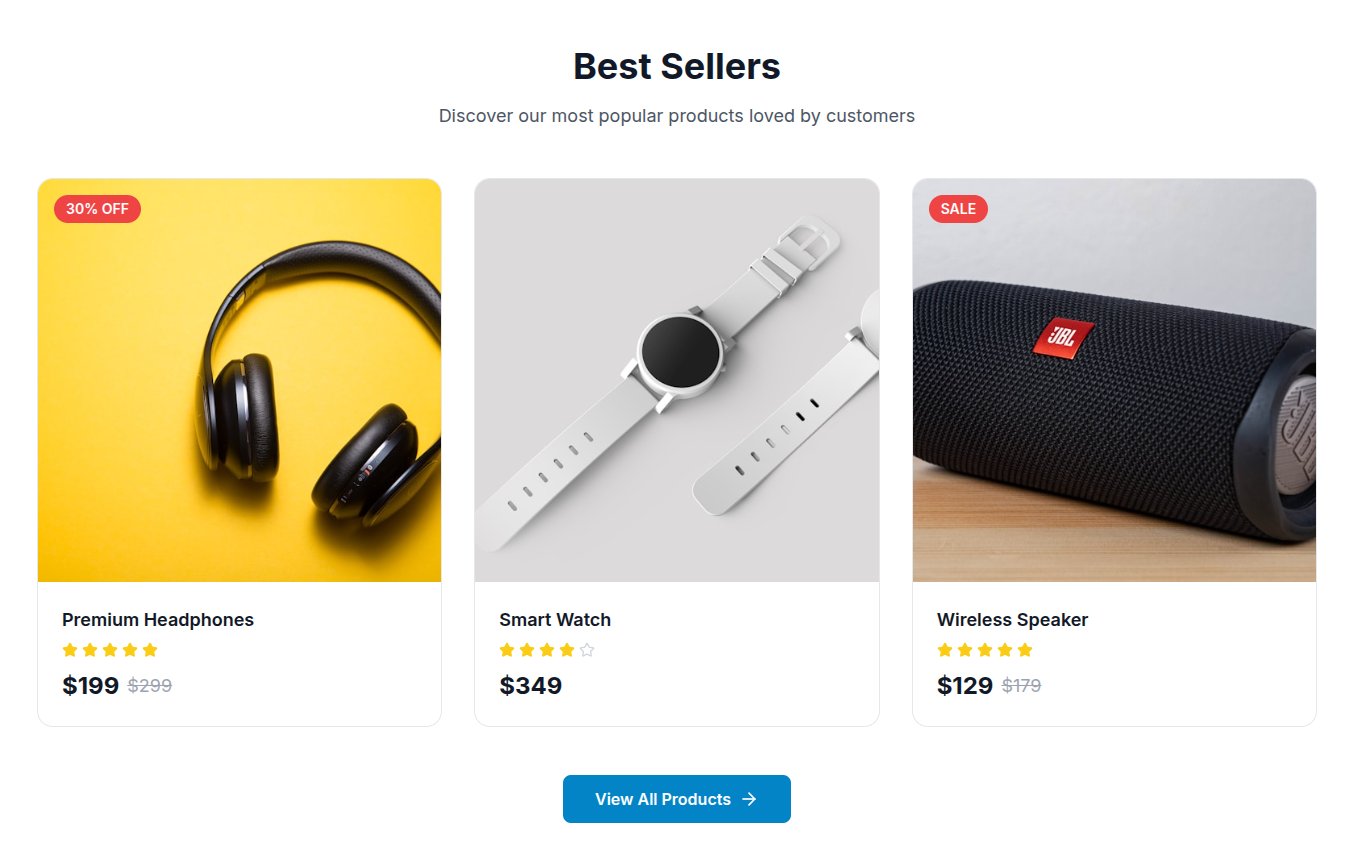 Best Sellers
Discover our most popular products loved by customers
30% OFF
SALE
JBL
Premium Headphones
Smart Watch
Wireless Speaker
$199 $299
$349
$129 $179
View All Products